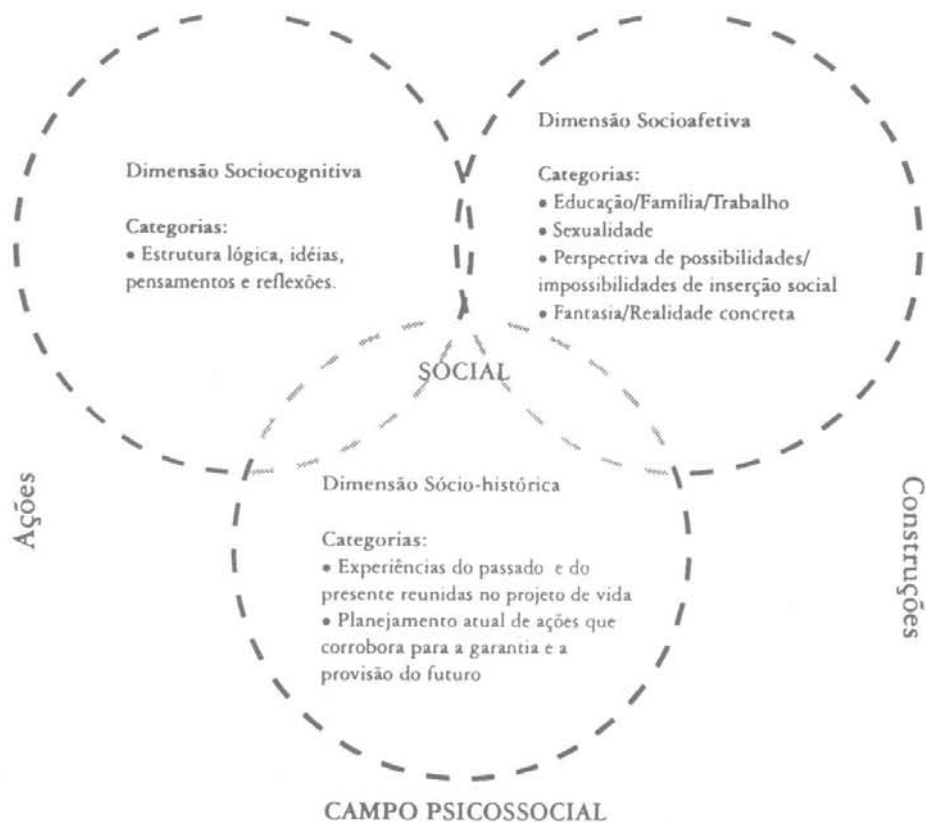 Dimensão Sociocognitiva
Categorias:
• Estrutura lógica, idéias,
pensamentos e reflexões.
Dimensão Socioafetiva
Categorias:
• Educação/Família/Trabalho
• Sexualidade
• Perspectiva de possibilidades/
impossibilidades de inserção social
• Fantasia/Realidade concreta
SOCIAL
Ações
Dimensão Sócio-histórica
Categorias:
• Experiências do passado e do
presente reunidas no projeto de vida
• Planejamento atual de ações que
corrobora para a garantia e a
provisão do futuro
Construções
CAMPO PSICOSSOCIAL